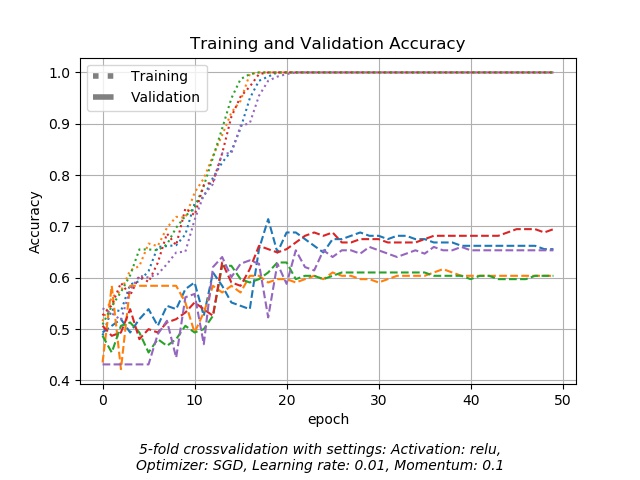 Training and Validation Accuracy
Training
Validation
1.0
0.9
0.8
0.7
0.6
0.5
0.4
Accuracy
0 10 20 30 40 50
epoch
5-fold crossvalidation with settings: Activation: relu,
Optimizer: SGD, Learning rate: 0.01, Momentum: 0.1